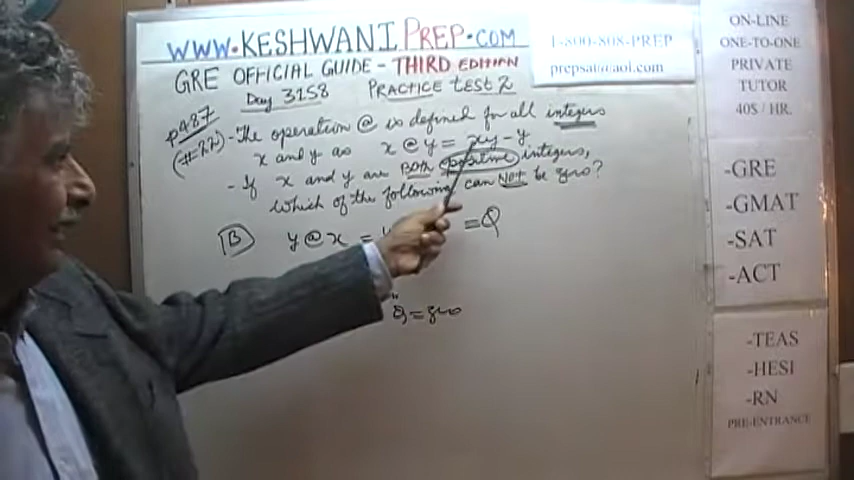 WWW.KESHWANIPREP.COM
1-800-808-PREP
prepsat@aol.com
GRE OFFICIAL GUIDE - THIRD EDITION
Day 3158 PRACTICE test 2
p487
(#22)
- The operation @ is defined for all integers
x and y as x @ y = xy - y
- If x and y are BOTH positive integers,
which of the following can NOT be zero?
B y @ x =
= 0
= zero
ON-LINE
ONE-TO-ONE
PRIVATE
TUTOR
40$ / HR.
-GRE
-GMAT
-SAT
-ACT
-TEAS
-HESI
-RN
PRE-ENTRANCE